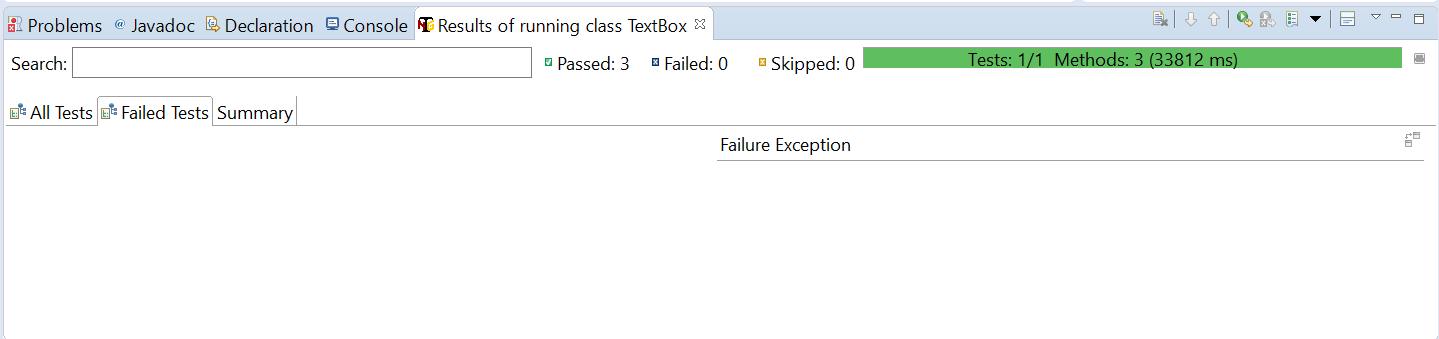 Problems @ Javadoc Declaration Console Results of running class TextBox
Search: Passed: 3 Failed: 0 Skipped: 0 Tests: 1/1 Methods: 3 (33812 ms)
All Tests Failed Tests Summary
Failure Exception